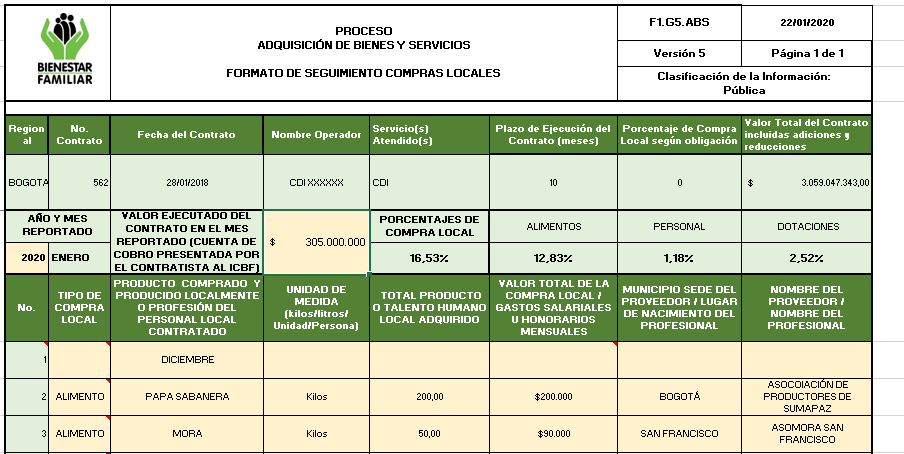 BIENESTAR
FAMILIAR
PROCESO
ADQUISICIÓN DE BIENES Y SERVICIOS
FORMATO DE SEGUIMIENTO COMPRAS LOCALES
F1.G5.ABS
22/01/2020
Versión 5
Página 1 de 1
Clasificación de la Información:
Pública
Region
al
No.
Contrato
Fecha del Contrato
Nombre Operador
Servicio(s)
Atendido(s)
Plazo de Ejecución del
Contrato (meses)
Porcentaje de Compra
Local según obligación
Valor Total del Contrato
incluidas adiciones y
reducciones
BOGOTA
562
28/01/2018
CDI XXXXXX
CDI
10
0
$ 3.059.047.343,00
AÑO Y MES
REPORTADO
VALOR EJECUTADO DEL
CONTRATO EN EL MES
REPORTADO (CUENTA DE
COBRO PRESENTADA POR
EL CONTRATISTA AL ICBF)
$ 305.000.000
PORCENTAJES DE
COMPRA LOCAL
ALIMENTOS
PERSONAL
DOTACIONES
2020 ENERO
16,53%
12,83%
1,18%
2,52%
No.
TIPO DE
COMPRA
LOCAL
PRODUCTO COMPRADO Y
PRODUCIDO LOCALMENTE
O PROFESIÓN DEL
PERSONAL LOCAL
CONTRATADO
UNIDAD DE
MEDIDA
(kilos/litros/
Unidad/Persona)
TOTAL PRODUCTO
O TALENTO HUMANO
LOCAL ADQUIRIDO
VALOR TOTAL DE LA
COMPRA LOCAL /
GASTOS SALARIALES
U HONORARIOS
MENSUALES
MUNICIPIO SEDE DEL
PROVEEDOR / LUGAR
DE NACIMIENTO DEL
PROFESIONAL
NOMBRE DEL
PROVEEDOR /
NOMBRE DEL
PROFESIONAL
1
DICIEMBRE
2
ALIMENTO
PAPA SABANERA
Kilos
200,00
$200.000
BOGOTÁ
ASOCOIACIÓN DE
PRODUCTORES DE
SUMAPAZ
3
ALIMENTO
MORA
Kilos
50,00
$90.000
SAN FRANCISCO
ASOMORA SAN
FRANCISCO